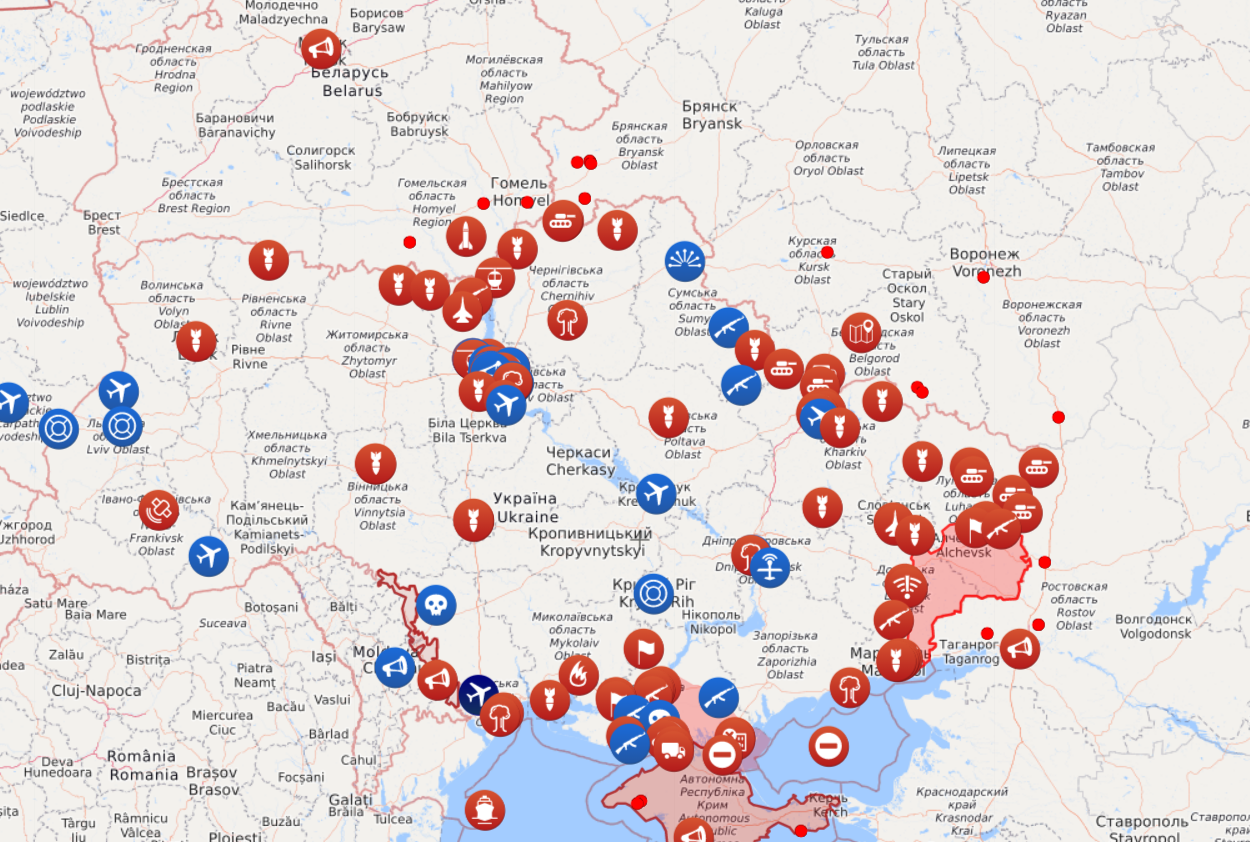 Молодечно
Maladzyechna
Борисов
Barysaw
Orsha
Kaluga
Oblast
Ryazan
Oblast
Тульская
область
Tula Oblast
Гродненская
область
Hrodna
Region
Беларусь
Belarus
Могилёвская
область
Mahilyow
Region
województwo
podlaskie
Podlaskie
Voivodeship
Барановичи
Baranavichy
Бобруйск
Babruysk
Брянск
Bryansk
Солигорск
Salihorsk
Брянская
область
Bryansk
Oblast
Орловская
область
Oryol Oblast
Липецкая
область
Lipetsk
Oblast
Тамбовская
область
Tambov
Oblast
Брестская
область
Brest Region
Гомельская
область
Homyel
Region
Гомель
Homyel
Siedlce
Брест
Brest
Курская
область
Kursk
Oblast
Воронеж
Voronezh
Старый
Оскол
Stary
Oskol
województwo
lubelskie
Lublin
Voivodeship
Волинська
область
Volyn
Oblast
Рівненська
область
Rivne
Oblast
Чернігівська
область
Chernihiv
Сумська
область
Sumy
Oblast
Воронежская
область
Voronezh
Oblast
Житомирська
область
Zhytomyr
Oblast
Рівне
Rivne
область
Belgorod
Oblast
Lviv Oblast
Біла Церква
Bila Tserkva
Хмельницька
область
Khmelnytskyi
Oblast
Poltava
Oblast
Kharkiv
Oblast
Черкаси
Cherkasy
Вінницька
область
Vinnytsia
Oblast
Frankivsk
Oblast
Кам’янець-
Подільський
Kamianets-
Podilskyi
Україна
Ukraine
Кропивницький
Kropyvnytskyi
Ужгород
Uzhhorod
Alchevsk
Satu Mare
Baia Mare
Botoșani
Bălți
Suceava
Нікополь
Nikopol
Миколаївська
область
Mykolaiv
Oblast
Запорізька
область
Zaporizhia
Oblast
Ростовская
область
Rostov
Oblast
Волгодонск
Volgodonsk
Таганрог
Taganrog
Zalău
Bistrița
Iași
Piatra
Neamț
Vaslui
Cluj-Napoca
Bacău
Miercurea
Ciuc
Bârlad
Cahul
Deva
Hunedoara
România
Romania
Brașov
Brasov
Focșani
Galați
Brăila
Tulcea
Târgu
Jiu
Râmnicu
Vâlcea
Buzău
Ploiești
Автономна
Республіка
Крим
Autonomous
Керчь
Kerch
Краснодарский
край
Krasnodar
Krai
Ставрополь
Stavropol